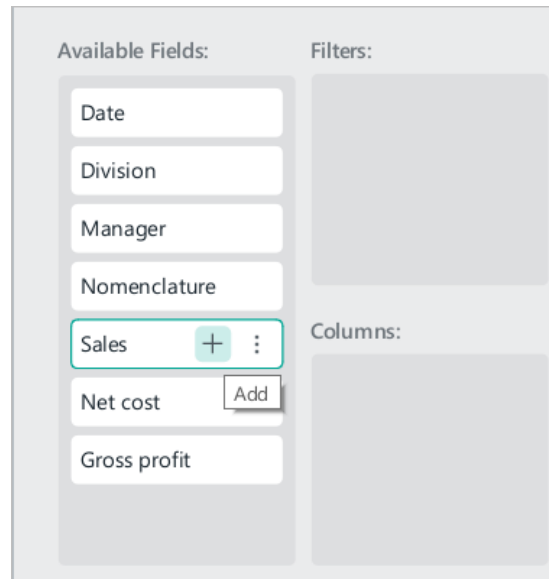 Available Fields:
Filters:
Date
Division
Manager
Nomenclature
Sales
Columns:
Net cost
Add
Gross profit